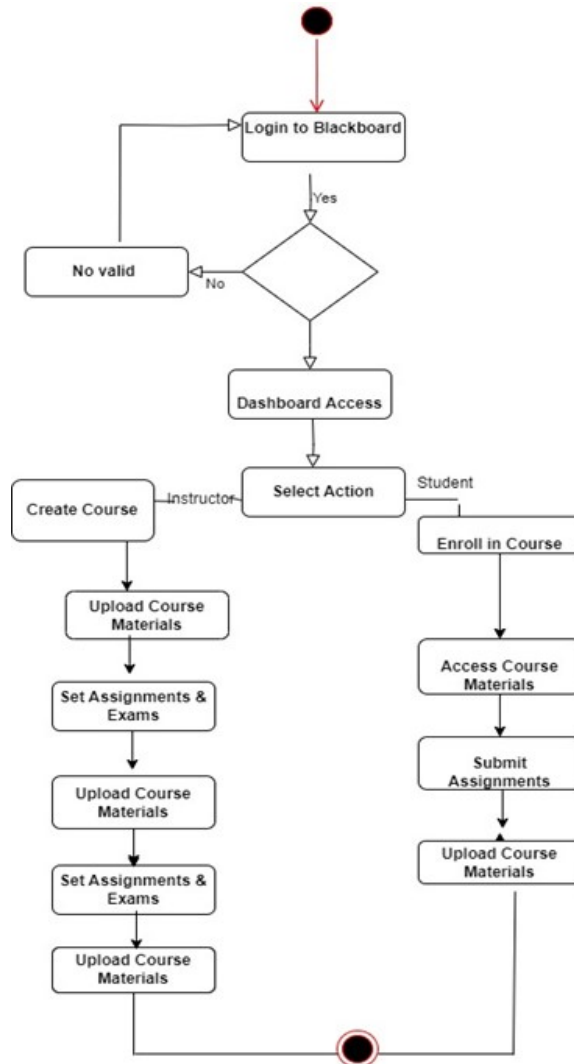 Login to Blackboard
Yes
No valid
No
Dashboard Access
Select Action
Instructor
Student
Create Course
Enroll in Course
Upload Course
Materials
Access Course
Materials
Set Assignments &
Exams
Submit
Assignments
Upload Course
Materials
Upload Course
Materials
Set Assignments &
Exams
Upload Course
Materials